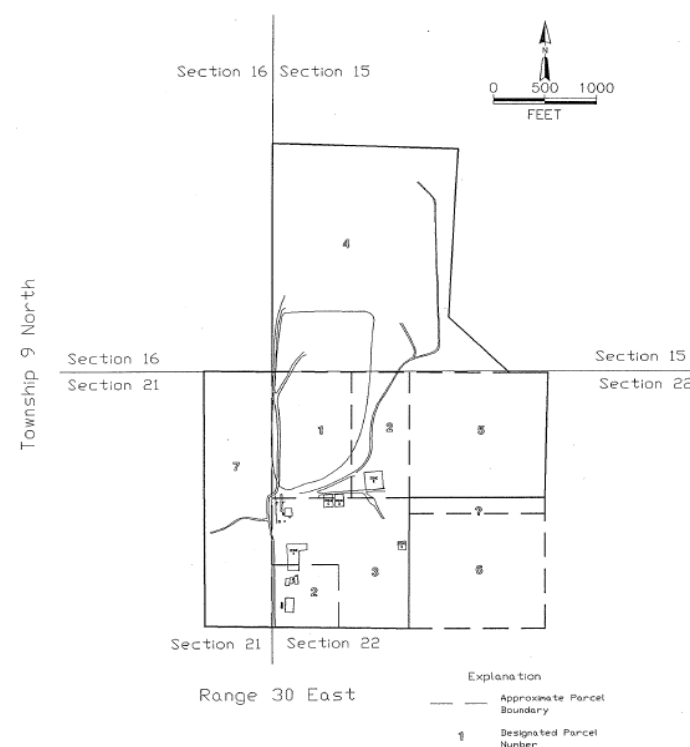 Section 16 Section 15
N
0 500 1000
FEET
4
Township 9 North
Section 16
Section 15
Section 21
Section 22
1
2
5
7
?
3
6
2
Section 21 Section 22
Range 30 East
Explanation
Approximate Parcel
Boundary
1 Designated Parcel
Number